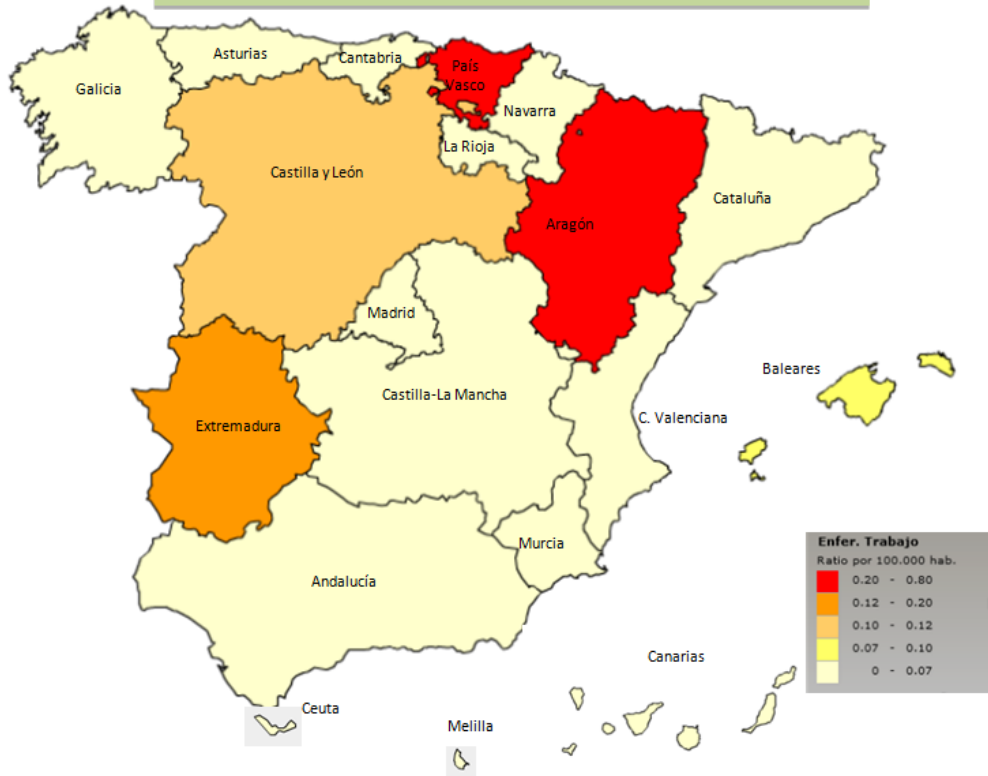 Galicia
Asturias
Cantabria
País
Vasco
Navarra
La Rioja
Castilla y León
Aragón
Cataluña
Madrid
Castilla-La Mancha
Baleares
C. Valenciana
Extremadura
Murcia
Andalucía
Enfer. Trabajo
Ratio por 100.000 hab.
0.20 - 0.80
0.12 - 0.20
0.10 - 0.12
0.07 - 0.10
0 - 0.07
Canarias
Ceuta
Melilla